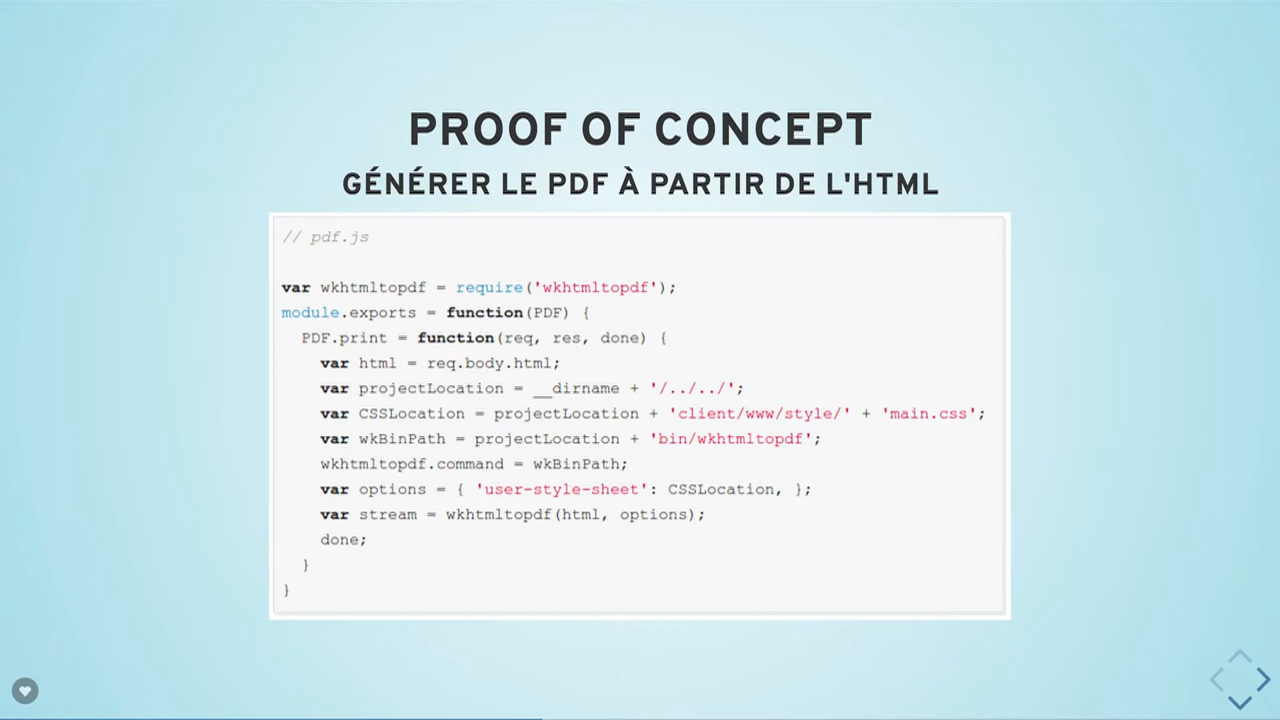 PROOF OF CONCEPT
GÉNÉRER LE PDF À PARTIR DE L'HTML
// pdf.js
var wkhtmltopdf = require('wkhtmltopdf');
module.exports = function(PDF) {
  PDF.print = function(req, res, done) {
    var html = req.body.html;
    var projectLocation = __dirname + '/../../';
    var CSSLocation = projectLocation + 'client/www/style/' + 'main.css';
    var wkBinPath = projectLocation + 'bin/wkhtmltopdf';
    wkhtmltopdf.command = wkBinPath;
    var options = { 'user-style-sheet': CSSLocation, };
    var stream = wkhtmltopdf(html, options);
    done;
  }
}